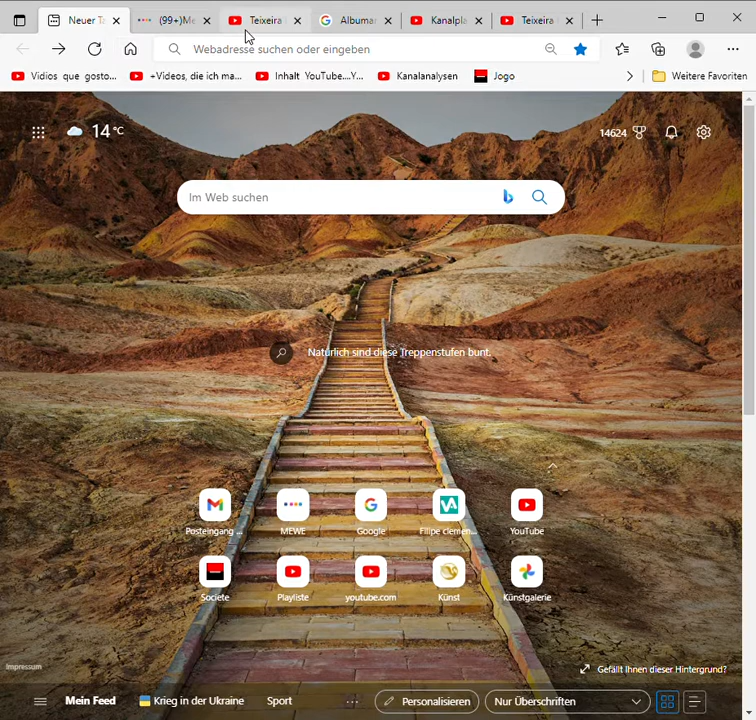 Neuer Ta
(99+)Me
Teixeira
Albumar
Kanalpla
Teixeira
Webadresse suchen oder eingeben
Vidios que gosto...
+Videos, die ich ma...
Inhalt YouTube....Y...
Kanalanalysen
Jogo
Weitere Favoriten
14 °C
14624
Im Web suchen
Natürlich sind diese Treppenstufen bunt.
Posteingang ...
MEWE
Google
Filipe clemen...
YouTube
Societe
Playliste
youtube.com
Künst
Künstgalerie
Impressum
Gefällt Ihnen dieser Hintergrund?
Mein Feed
Krieg in der Ukraine
Sport
...
Personalisieren
Nur Überschriften